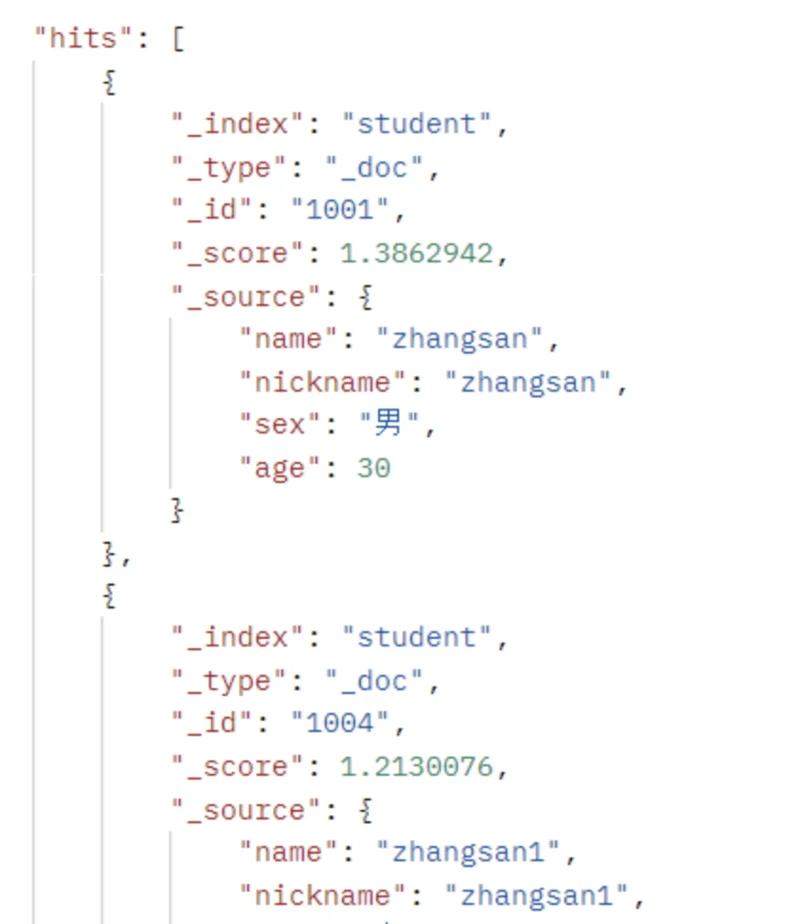 "hits": [
{
"_index": "student",
"_type": "_doc",
"_id": "1001",
"_score": 1.3862942,
"_source": {
"name": "zhangsan",
"nickname": "zhangsan",
"sex": "男",
"age": 30
}
},
{
"_index": "student",
"_type": "_doc",
"_id": "1004",
"_score": 1.2130076,
"_source": {
"name": "zhangsan1",
"nickname": "zhangsan1",